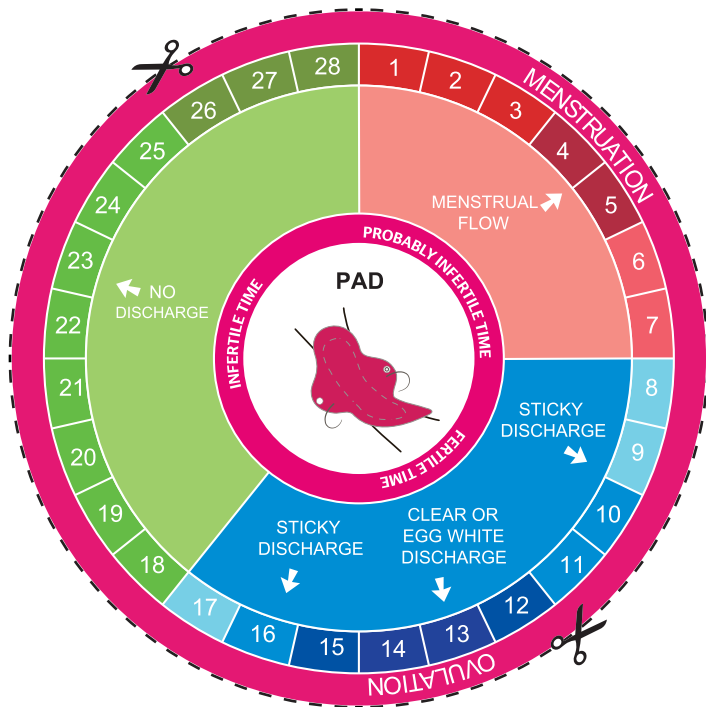 MENSTRUATION
1
2
3
4
5
6
7
8
9
10
11
12
13
14
15
16
17
18
19
20
21
22
23
24
25
26
27
28
OVULATION
MENSTRUAL
FLOW
STICKY
DISCHARGE
CLEAR OR
EGG WHITE
DISCHARGE
STICKY
DISCHARGE
NO
DISCHARGE
PROBABLY INFERTILE TIME
FERTILE TIME
INFERTILE TIME
PAD